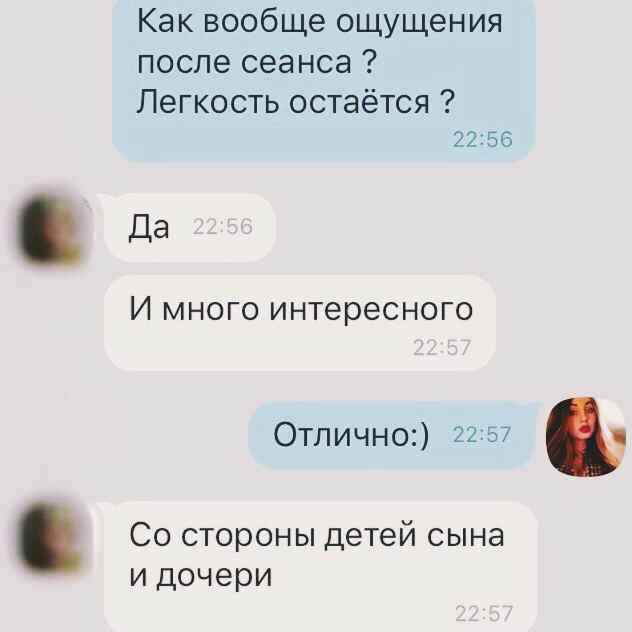 Как вообще ощущения
после сеанса ?
Легкость остаётся ?
22:56
Да 22:56
И много интересного
22:57
Отлично:) 22:57
Со стороны детей сына
и дочери
22:57